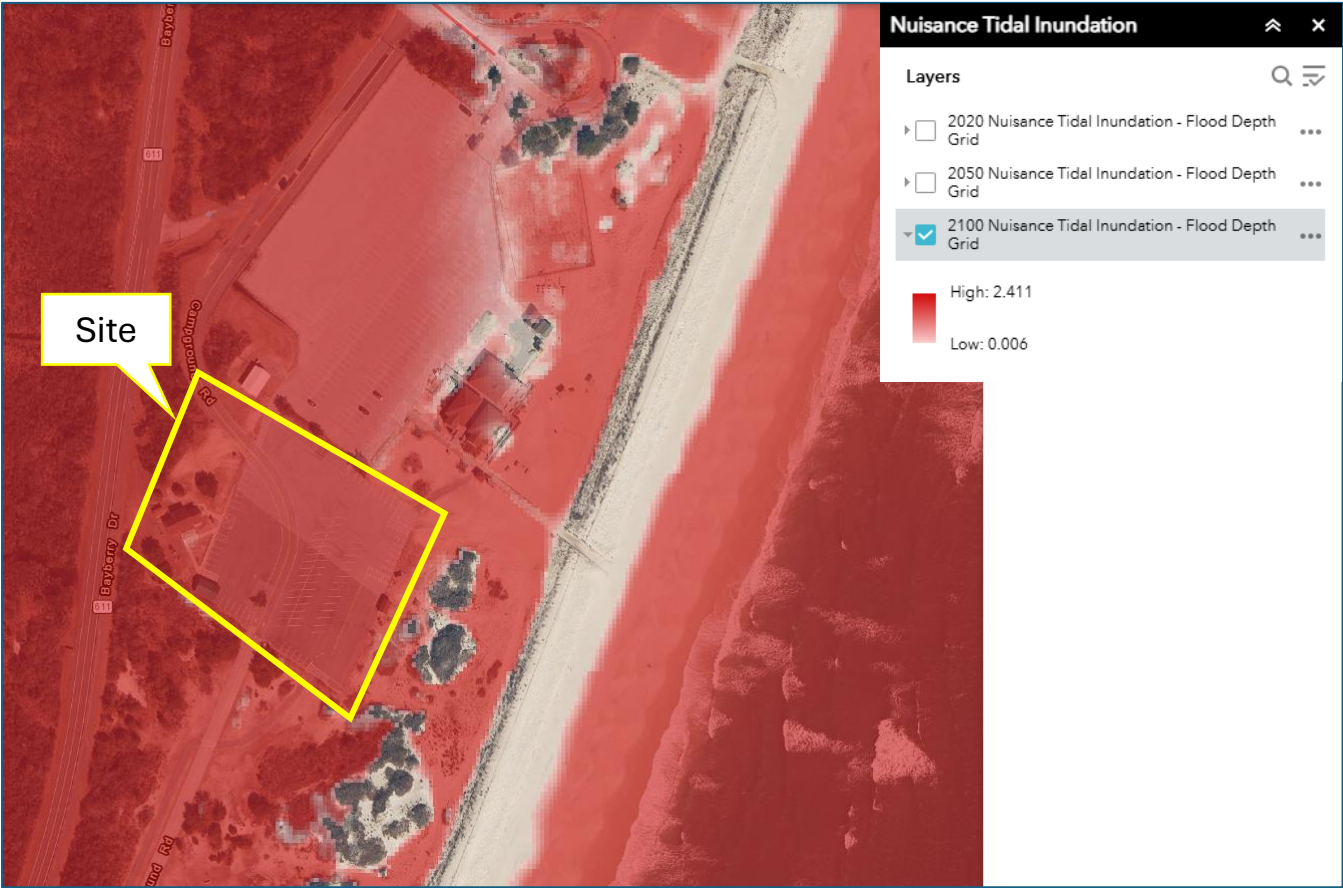 Nuisance Tidal Inundation
Layers
2020 Nuisance Tidal Inundation - Flood Depth
Grid
2050 Nuisance Tidal Inundation - Flood Depth
Grid
2100 Nuisance Tidal Inundation - Flood Depth
Grid
High: 2.411
Low: 0.006
611
Site
Rd
Bayberry Dr
611
Rd